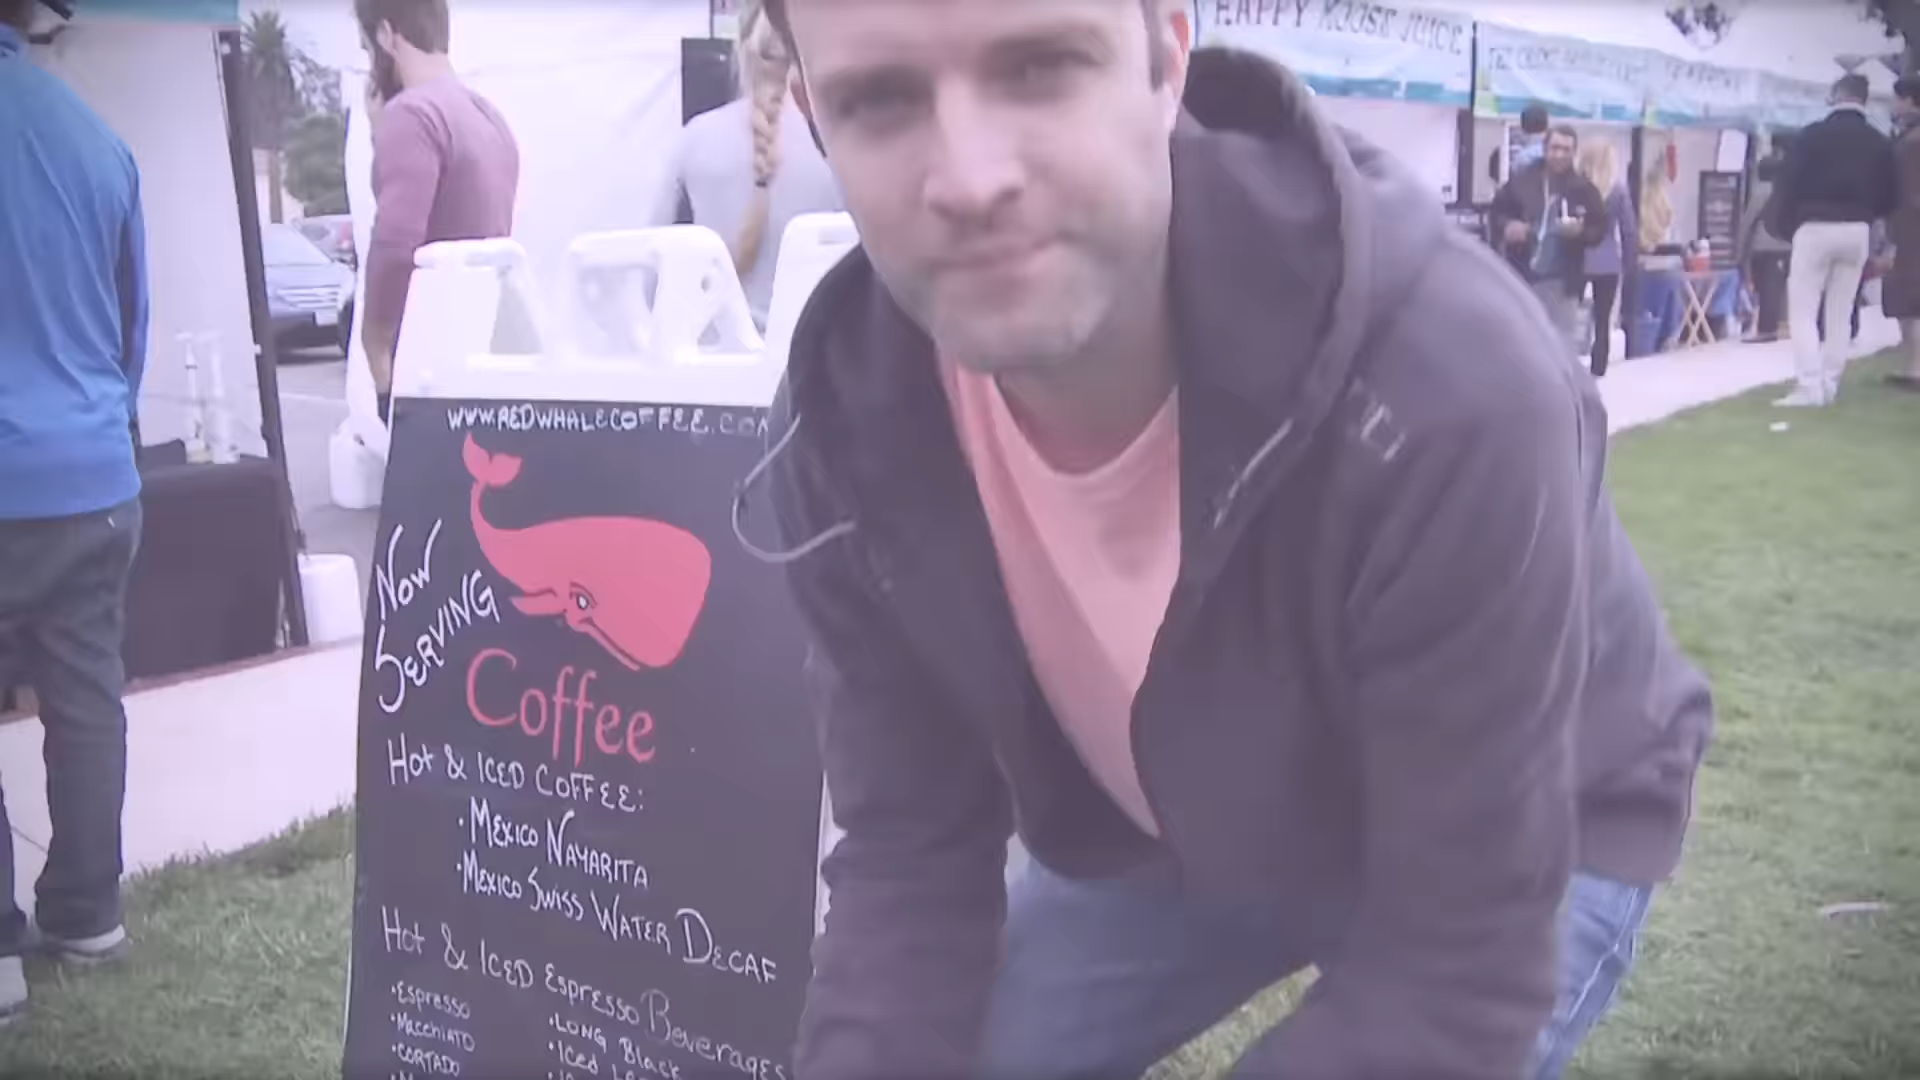 HAPPY MOOSE JUICE
WWW.REDWHALECOFFEE.COM
NOW
SERVING
Coffee
HOT & ICED COFFEE:
· MEXICO NAYARITA
· MEXICO SWISS WATER DECAF
HOT & ICED ESPRESSO BEVERAGES
· ESPRESSO
· LONG BLACK
· MACCHIATO
· ICED
· CORTADO